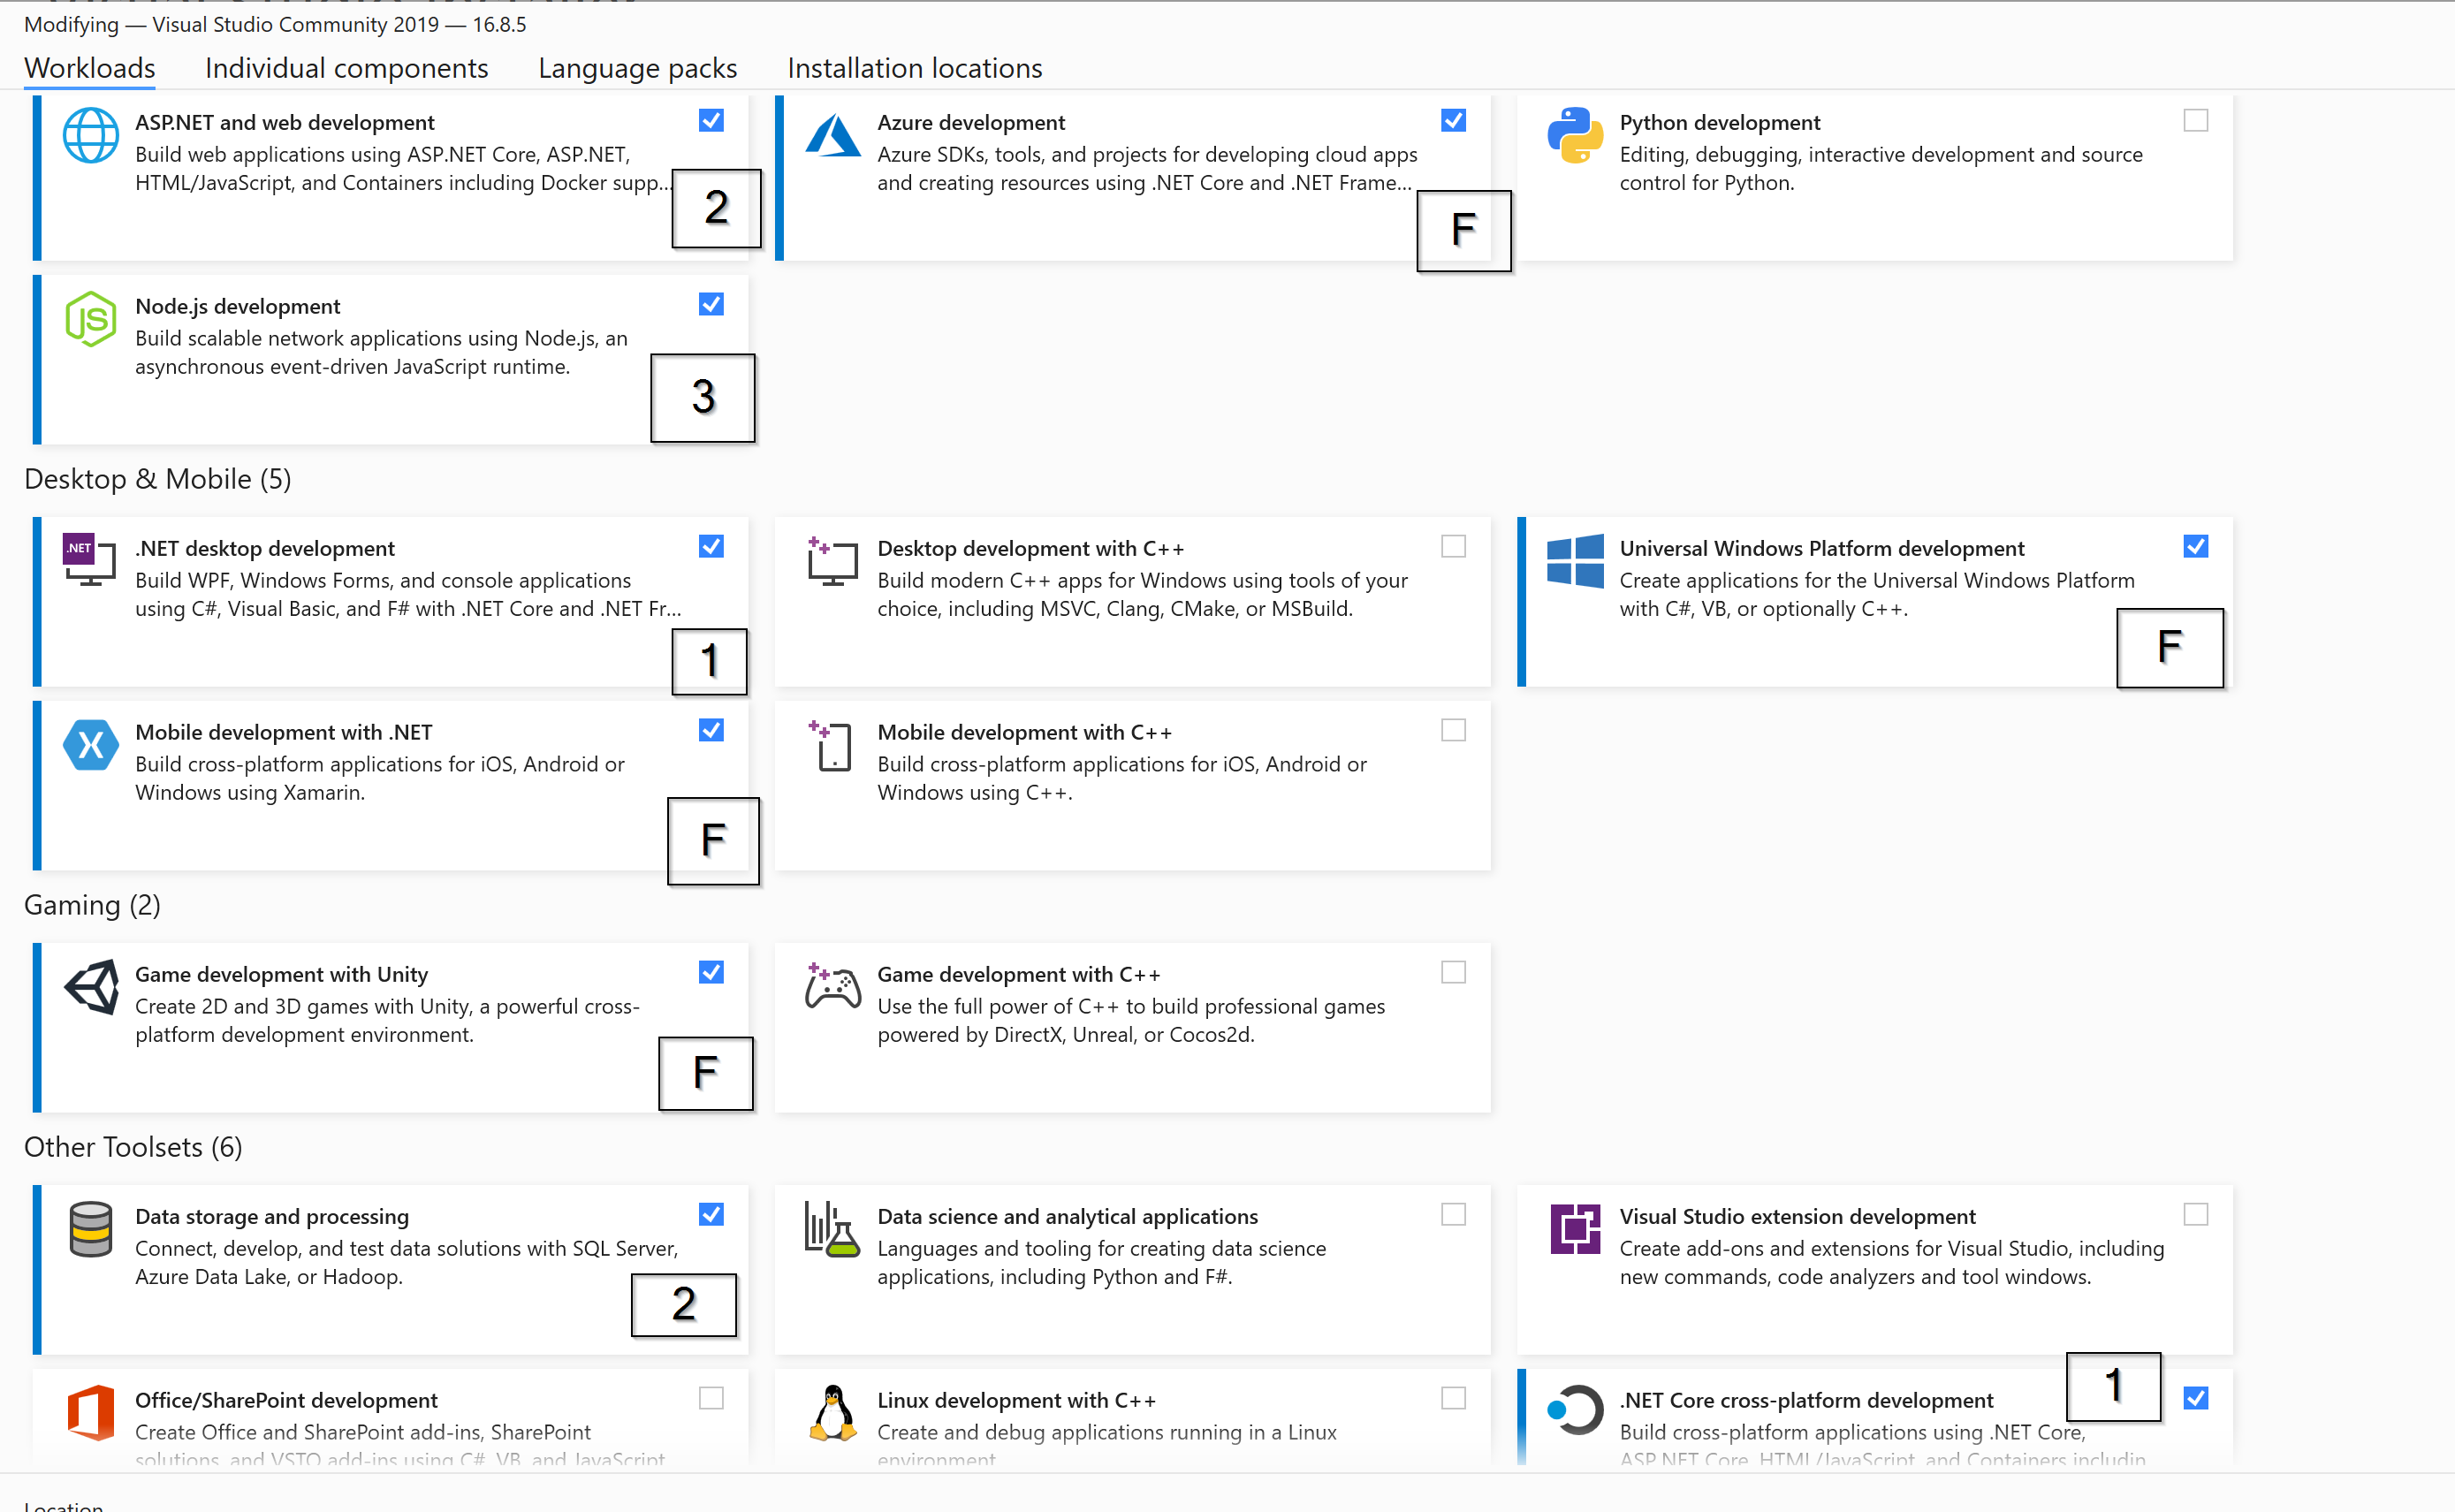 Modifying — Visual Studio Community 2019 — 16.8.5
Workloads Individual components Language packs Installation locations
ASP.NET and web development
Build web applications using ASP.NET Core, ASP.NET,
HTML/JavaScript, and Containers including Docker supp...
2
Azure development
Azure SDKs, tools, and projects for developing cloud apps
and creating resources using .NET Core and .NET Frame...
F
Python development
Editing, debugging, interactive development and source
control for Python.
JS
Node.js development
Build scalable network applications using Node.js, an
asynchronous event-driven JavaScript runtime.
3
Desktop & Mobile (5)
.NET
.NET desktop development
Build WPF, Windows Forms, and console applications
using C#, Visual Basic, and F# with .NET Core and .NET Fr...
1
Desktop development with C++
Build modern C++ apps for Windows using tools of your
choice, including MSVC, Clang, CMake, or MSBuild.
Universal Windows Platform development
Create applications for the Universal Windows Platform
with C#, VB, or optionally C++.
F
Mobile development with .NET
Build cross-platform applications for iOS, Android or
Windows using Xamarin.
F
Mobile development with C++
Build cross-platform applications for iOS, Android or
Windows using C++.
Gaming (2)
Game development with Unity
Create 2D and 3D games with Unity, a powerful cross-
platform development environment.
F
Game development with C++
Use the full power of C++ to build professional games
powered by DirectX, Unreal, or Cocos2d.
Other Toolsets (6)
Data storage and processing
Connect, develop, and test data solutions with SQL Server,
Azure Data Lake, or Hadoop.
2
Data science and analytical applications
Languages and tooling for creating data science
applications, including Python and F#.
Visual Studio extension development
Create add-ons and extensions for Visual Studio, including
new commands, code analyzers and tool windows.
Office/SharePoint development
Create Office and SharePoint add-ins, SharePoint
solutions, and VSTO add-ins using C#, VB, and JavaScript
Linux development with C++
Create and debug applications running in a Linux
environment
1
.NET Core cross-platform development
Build cross-platform applications using .NET Core,
ASP.NET Core, HTML/JavaScript, and Containers includin
Location